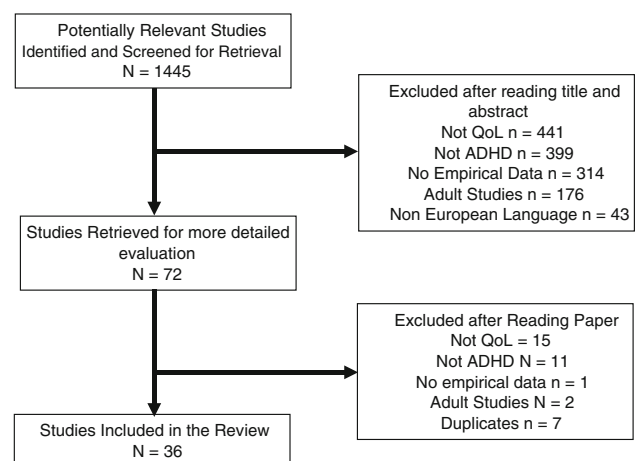 Potentially Relevant Studies
Identified and Screened for Retrieval
N = 1445
Excluded after reading title and
abstract
Not QoL n = 441
Not ADHD n = 399
No Empirical Data n = 314
Adult Studies n = 176
Non European Language n = 43
Studies Retrieved for more detailed
evaluation
N = 72
Excluded after Reading Paper
Not QoL = 15
Not ADHD N = 11
No empirical data n = 1
Adult Studies N = 2
Duplicates n = 7
Studies Included in the Review
N = 36